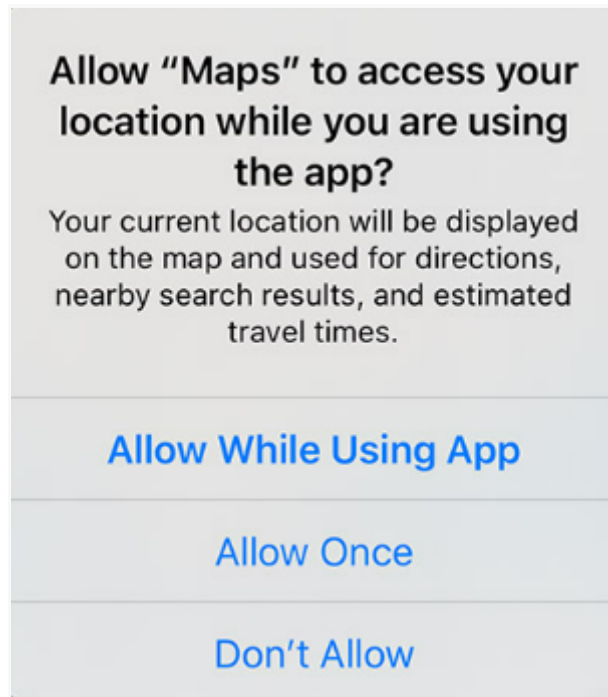 Allow “Maps” to access your
location while you are using
the app?
Your current location will be displayed
on the map and used for directions,
nearby search results, and estimated
travel times.
Allow While Using App
Allow Once
Don’t Allow